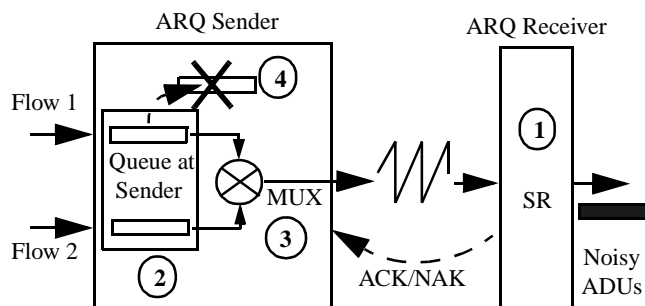 ARQ Sender
ARQ Receiver
4
Flow 1
1
Queue at
Sender
MUX
SR
3
Flow 2
2
ACK/NAK
Noisy
ADUs